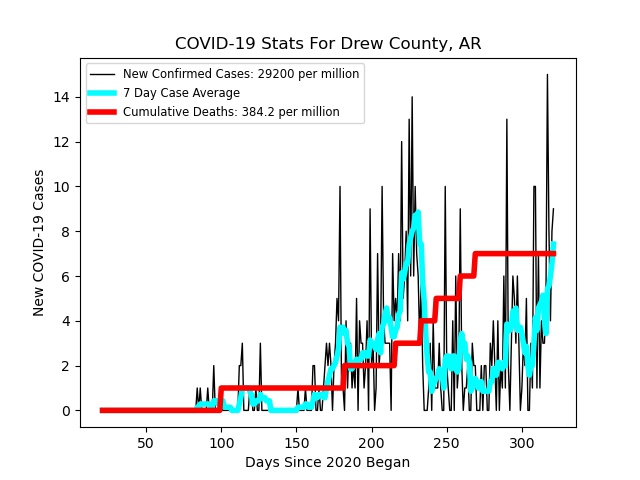 COVID-19 Stats For Drew County, AR
New Confirmed Cases: 29200 per million
7 Day Case Average
Cumulative Deaths: 384.2 per million
New COVID-19 Cases
14
12
10
8
6
4
2
0
50 100 150 200 250 300
Days Since 2020 Began